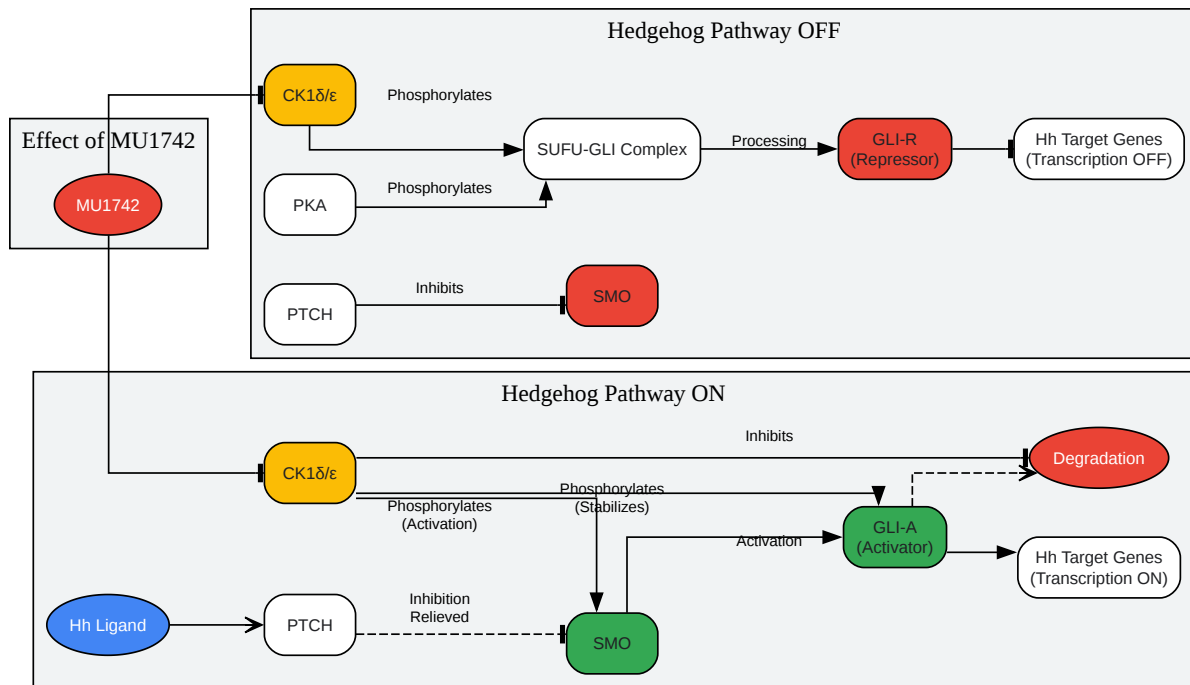 Hedgehog Pathway OFF
CK1δ/ε
Phosphorylates
Effect of MU1742
SUFU-GLI Complex
Processing
GLI-R
(Repressor)
Hh Target Genes
(Transcription OFF)
MU1742
PKA
Phosphorylates
PTCH
Inhibits
SMO
Hedgehog Pathway ON
CK1δ/ε
Inhibits
Degradation
Phosphorylates
(Activation)
Phosphorylates
(Stabilizes)
Activation
GLI-A
(Activator)
Hh Target Genes
(Transcription ON)
Hh Ligand
PTCH
Inhibition
Relieved
SMO